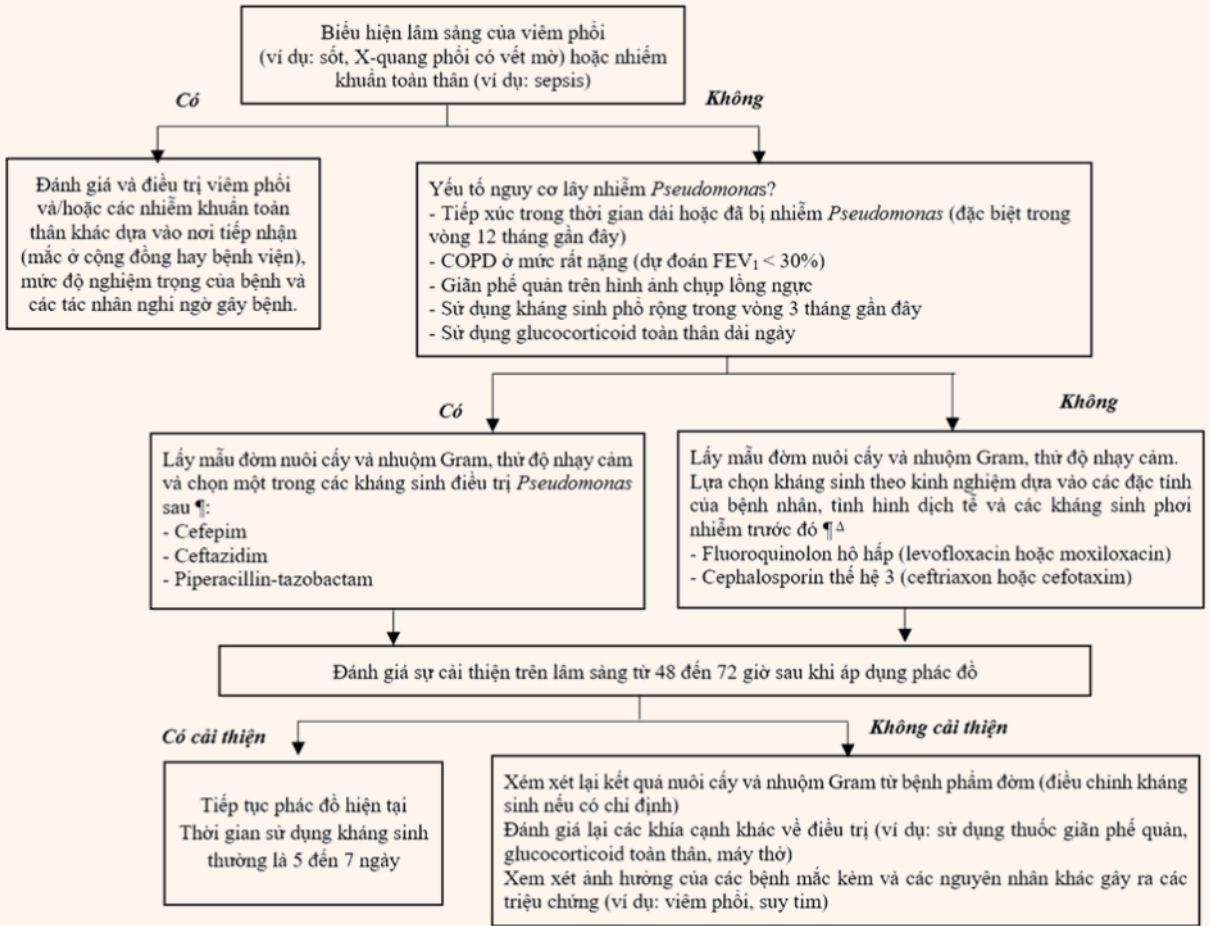 Biểu hiện lâm sàng của viêm phổi
(ví dụ: sốt, X-quang phổi có vết mờ) hoặc nhiễm
khuẩn toàn thân (ví dụ: sepsis)
Có
Không
Đánh giá và điều trị viêm phổi
và/hoặc các nhiễm khuẩn toàn
thân khác dựa vào nơi tiếp nhận
(mắc ở cộng đồng hay bệnh viện),
mức độ nghiêm trọng của bệnh và
các tác nhân nghi ngờ gây bệnh.
Yếu tố nguy cơ lây nhiễm Pseudomonas?
- Tiếp xúc trong thời gian dài hoặc đã bị nhiễm Pseudomonas (đặc biệt trong
vòng 12 tháng gần đây)
- COPD ở mức rất nặng (dự đoán FEV₁ < 30%)
- Giãn phế quản trên hình ảnh chụp lồng ngực
- Sử dụng kháng sinh phổ rộng trong vòng 3 tháng gần đây
- Sử dụng glucocorticoid toàn thân dài ngày
Có
Không
Lấy mẫu đờm nuôi cấy và nhuộm Gram, thử độ nhạy cảm
và chọn một trong các kháng sinh điều trị Pseudomonas
sau ¶:
- Cefepim
- Ceftazidim
- Piperacillin-tazobactam
Lấy mẫu đờm nuôi cấy và nhuộm Gram, thử độ nhạy cảm.
Lựa chọn kháng sinh theo kinh nghiệm dựa vào các đặc tính
của bệnh nhân, tình hình dịch tễ và các kháng sinh phơi
nhiễm trước đó ¶ᐃ
- Fluoroquinolon hô hấp (levofloxacin hoặc moxiloxacin)
- Cephalosporin thế hệ 3 (ceftriaxon hoặc cefotaxim)
Đánh giá sự cải thiện trên lâm sàng từ 48 đến 72 giờ sau khi áp dụng phác đồ
Có cải thiện
Không cải thiện
Tiếp tục phác đồ hiện tại
Thời gian sử dụng kháng sinh
thường là 5 đến 7 ngày
Xém xét lại kết quả nuôi cấy và nhuộm Gram từ bệnh phẩm đờm (điều chỉnh kháng
sinh nếu có chỉ định)
Đánh giá lại các khía cạnh khác về điều trị (ví dụ: sử dụng thuốc giãn phế quản,
glucocorticoid toàn thân, máy thở)
Xem xét ảnh hưởng của các bệnh mắc kèm và các nguyên nhân khác gây ra các
triệu chứng (ví dụ: viêm phổi, suy tim)